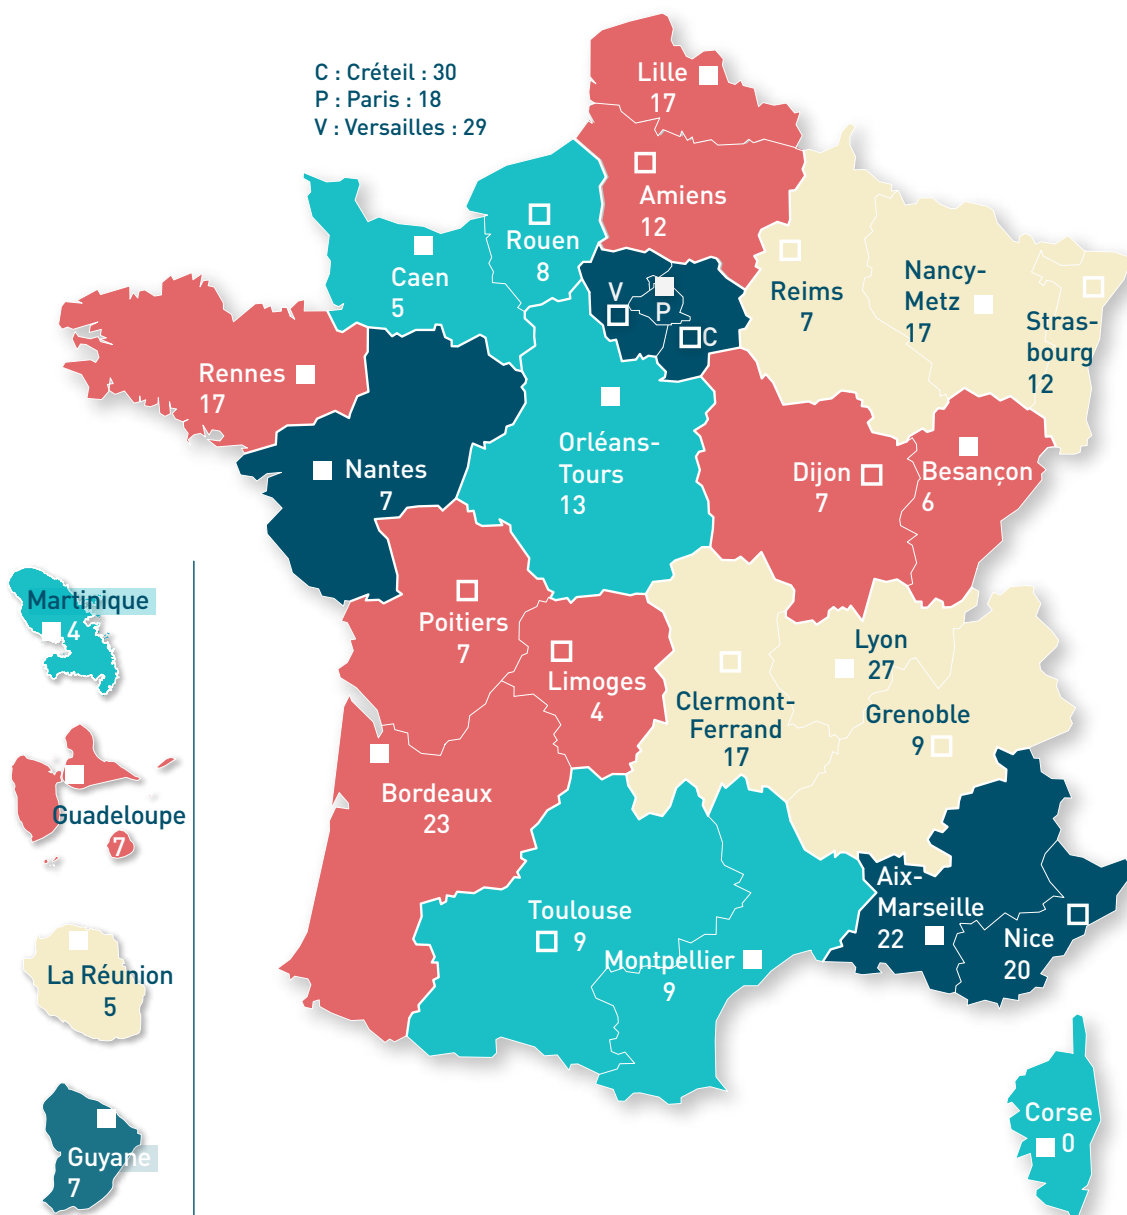 C : Créteil : 30
P : Paris : 18
V : Versailles : 29
Lille
17
Amiens
12
Rouen
8
Caen
5
Reims
7
Nancy-
Metz
17
Stras-
bourg
12
V
P
C
Rennes
17
Nantes
7
Orléans-
Tours
13
Dijon
7
Besançon
6
Poitiers
7
Limoges
4
Clermont-
Ferrand
17
Lyon
27
Grenoble
9
Bordeaux
23
Toulouse
9
Montpellier
9
Aix-
Marseille
22
Nice
20
Corse
0
Martinique
4
Guadeloupe
7
La Réunion
5
Guyane
7